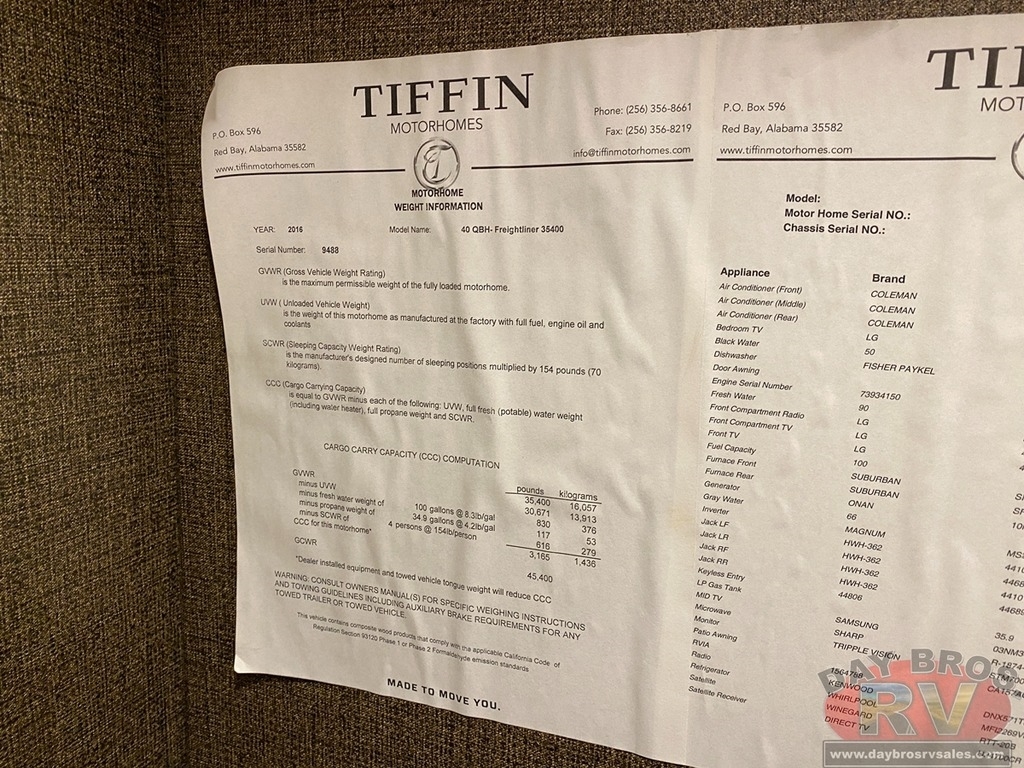 TIFFIN
MOTORHOMES
P.O. Box 596
Red Bay, Alabama 35582
www.tiffinmotorhomes.com
Phone: (256) 356-8661
Fax: (256) 356-8219
info@tiffinmotorhomes.com
MOTORHOME
WEIGHT INFORMATION
YEAR: 2016 Model Name: 40 QBH- Freightliner 35400
Serial Number: 9488
GVWR (Gross Vehicle Weight Rating)
is the maximum permissible weight of the fully loaded motorhome.
UVW ( Unloaded Vehicle Weight)
is the weight of this motorhome as manufactured at the factory with full fuel, engine oil and
coolants
SCWR (Sleeping Capacity Weight Rating)
is the manufacturer's designed number of sleeping positions multiplied by 154 pounds (70
kilograms).
CCC (Cargo Carrying Capacity)
is equal to GVWR minus each of the following: UVW, full fresh (potable) water weight
(including water heater), full propane weight and SCWR.
CARGO CARRY CAPACITY (CCC) COMPUTATION
pounds kilograms
GVWR 35,400 16,057
minus UVW 30,671 13,913
minus fresh water weight of 100 gallons @ 8.3lb/gal 830 376
minus propane weight of 34.9 gallons @ 4.2lb/gal 117 53
minus SCWR of 4 persons @ 154lb/person 616 279
CCC for this motorhome* 3,165 1,436
GCWR 45,400
*Dealer installed equipment and towed vehicle tongue weight will reduce CCC
WARNING: CONSULT OWNERS MANUAL(S) FOR SPECIFIC WEIGHING INSTRUCTIONS
AND TOWING GUIDELINES INCLUDING AUXILIARY BRAKE REQUIREMENTS FOR ANY
TOWED TRAILER OR TOWED VEHICLE.
This vehicle contains composite wood products that comply with the applicable California Code of
Regulation Section 93120 Phase 1 or Phase 2 Formaldehyde emission standards
MADE TO MOVE YOU.
P.O. Box 596
Red Bay, Alabama 35582
www.tiffinmotorhomes.com
Model:
Motor Home Serial NO.:
Chassis Serial NO.:
Appliance Brand
Air Conditioner (Front) COLEMAN
Air Conditioner (Middle) COLEMAN
Air Conditioner (Rear) COLEMAN
Bedroom TV LG
Black Water 50
Dishwasher FISHER PAYKEL
Door Awning
Engine Serial Number 73934150
Fresh Water 90
Front Compartment Radio LG
Front Compartment TV LG
Front TV LG
Fuel Capacity 100
Furnace Front SUBURBAN
Furnace Rear SUBURBAN
Generator ONAN
Gray Water 66
Inverter MAGNUM
Jack LF HWH-362
Jack LR HWH-362
Jack RF HWH-362
Jack RR HWH-362
Keyless Entry 44806
LP Gas Tank
MID TV SAMSUNG
Microwave SHARP
Monitor TRIPPLE VISION
Patio Awning
RVIA 1564788
Radio KENWOOD
Refrigerator WHIRLPOOL
Satellite WINEGARD
Satellite Receiver DIRECT TV
35.9
DAY BROS
RV
www.daybrosrvsales.com